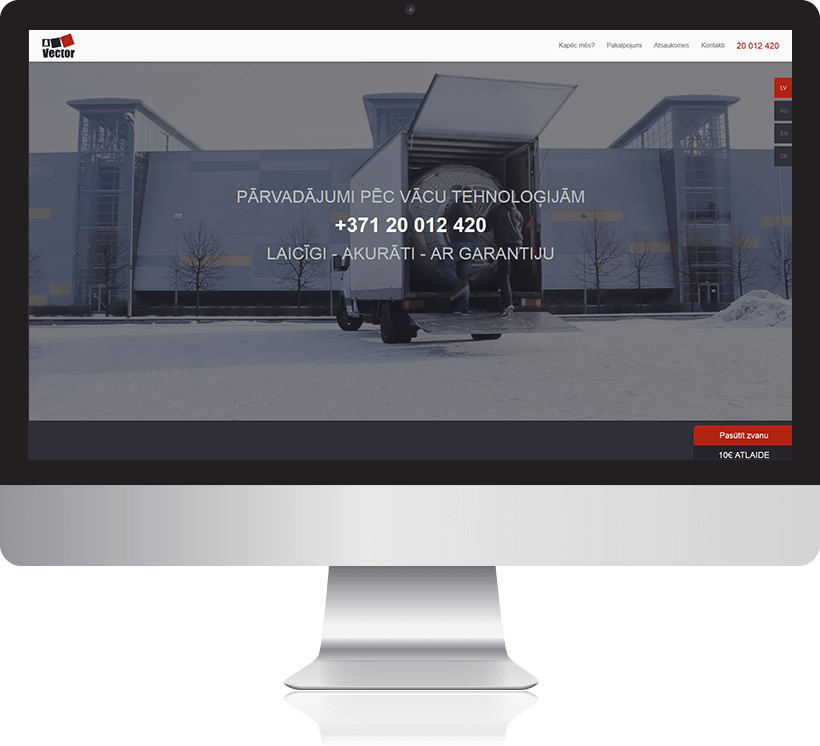 Vector
Kapēc mēs? Pakalpojumi Atsauksmes Kontakti 20 012 420
LV
RU
EN
DE
PĀRVADĀJUMI PĒC VĀCU TEHNOLOĢIJĀM
+371 20 012 420
LAICĪGI - AKURĀTI - AR GARANTIJU
Pasūtīt zvanu
10€ ATLAIDE